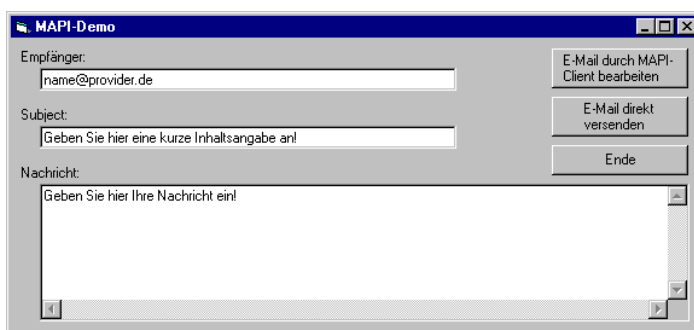 MAPI-Demo
Empfänger:
name@provider.de
Subject:
Geben Sie hier eine kurze Inhaltsangabe an!
Nachricht:
Geben Sie hier Ihre Nachricht ein!
E-Mail durch MAPI-
Client bearbeiten
E-Mail direkt
versenden
Ende